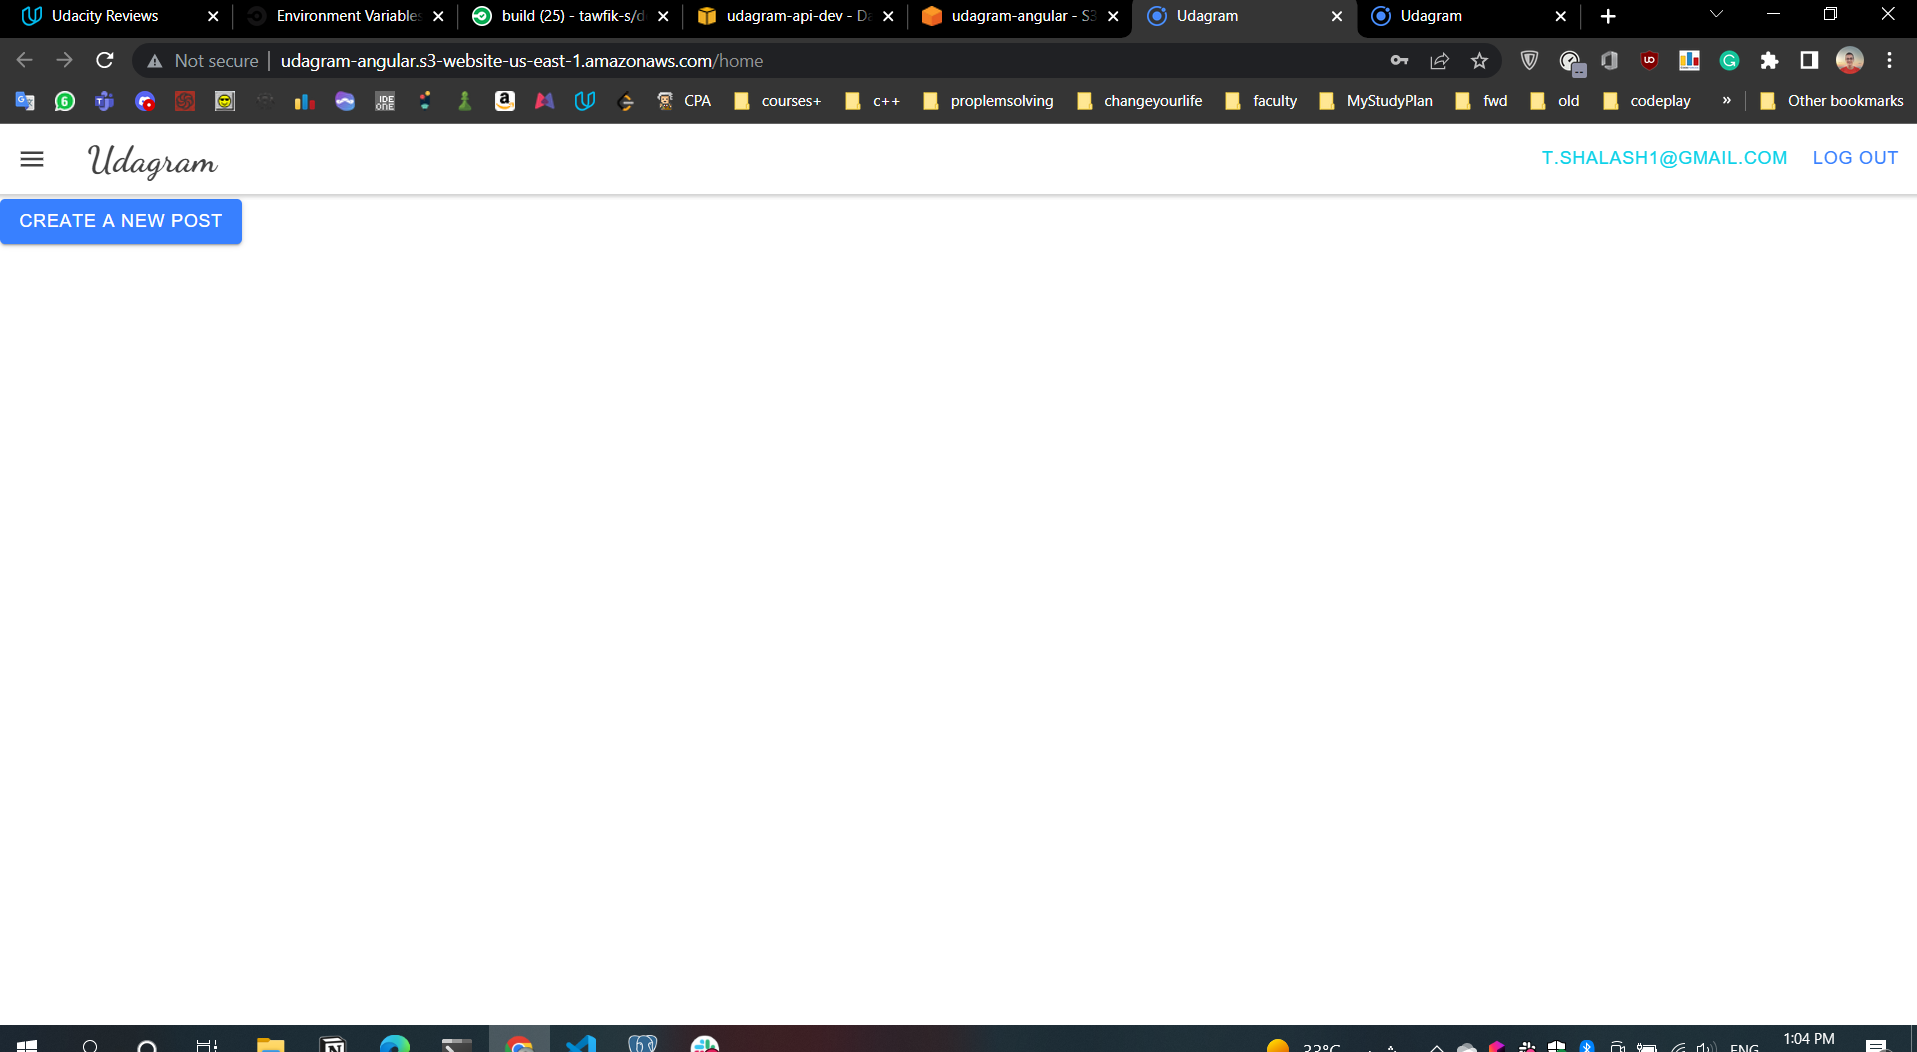 Udacity Reviews
Environment Variables
build (25) - tawfik-s/d
udagram-api-dev - Da
udagram-angular - S3
Udagram
Udagram
Not secure | udagram-angular.s3-website-us-east-1.amazonaws.com/home
CPA
courses+
c++
proplemsolving
changeyourlife
faculty
MyStudyPlan
fwd
old
codeplay
»
Other bookmarks
Udagram
T.SHALASH1@GMAIL.COM
LOG OUT
CREATE A NEW POST
ENG
1:04 PM